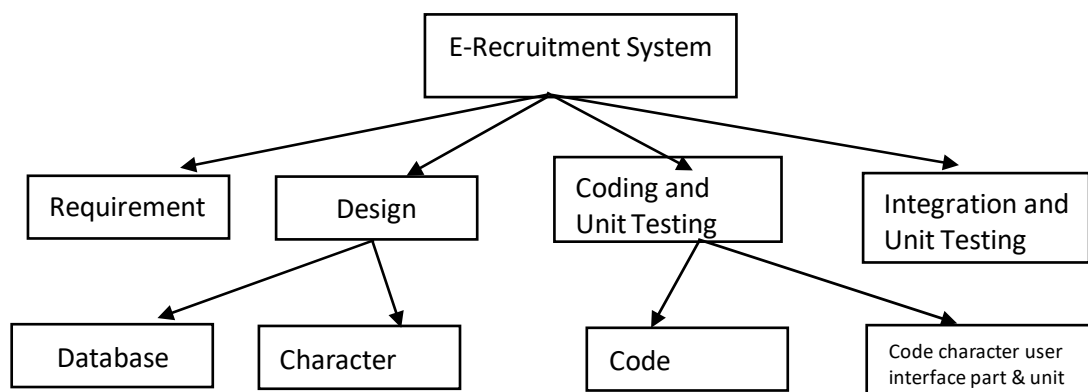 E-Recruitment System
Requirement
Design
Coding and
Unit Testing
Integration and
Unit Testing
Database
Character
Code
Code character user
interface part & unit